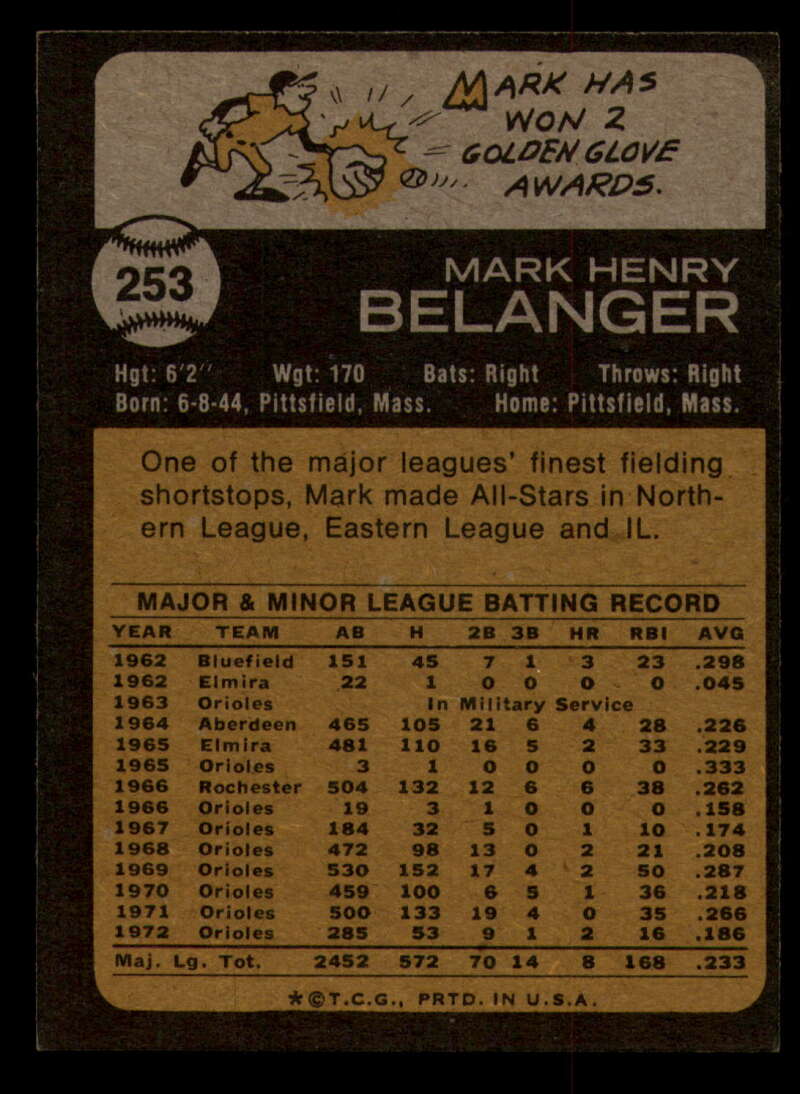 MARK HAS
WON 2
GOLDEN GLOVE
AWARDS.
253
MARK HENRY
BELANGER
Hgt: 6'2" Wgt: 170 Bats: Right Throws: Right
Born: 6-8-44, Pittsfield, Mass. Home: Pittsfield, Mass.
One of the major leagues' finest fielding
shortstops, Mark made All-Stars in North-
ern League, Eastern League and IL.
MAJOR & MINOR LEAGUE BATTING RECORD
YEAR TEAM AB H 2B 3B HR RBI AVG
1962 Bluefield 151 45 7 1 3 23 .298
1962 Elmira 22 1 0 0 0 0 .045
1963 Orioles In Military Service
1964 Aberdeen 465 105 21 6 4 28 .226
1965 Elmira 481 110 16 5 2 33 .229
1965 Orioles 3 1 0 0 0 0 .333
1966 Rochester 504 132 12 6 6 38 .262
1966 Orioles 19 3 1 0 0 0 .158
1967 Orioles 184 32 5 0 1 10 .174
1968 Orioles 472 98 13 0 2 21 .208
1969 Orioles 530 152 17 4 2 50 .287
1970 Orioles 459 100 6 5 1 36 .218
1971 Orioles 500 133 19 4 0 35 .266
1972 Orioles 285 53 9 1 2 16 .186
Maj. Lg. Tot. 2452 572 70 14 8 168 .233
*©T.C.G., PRTD. IN U.S.A.